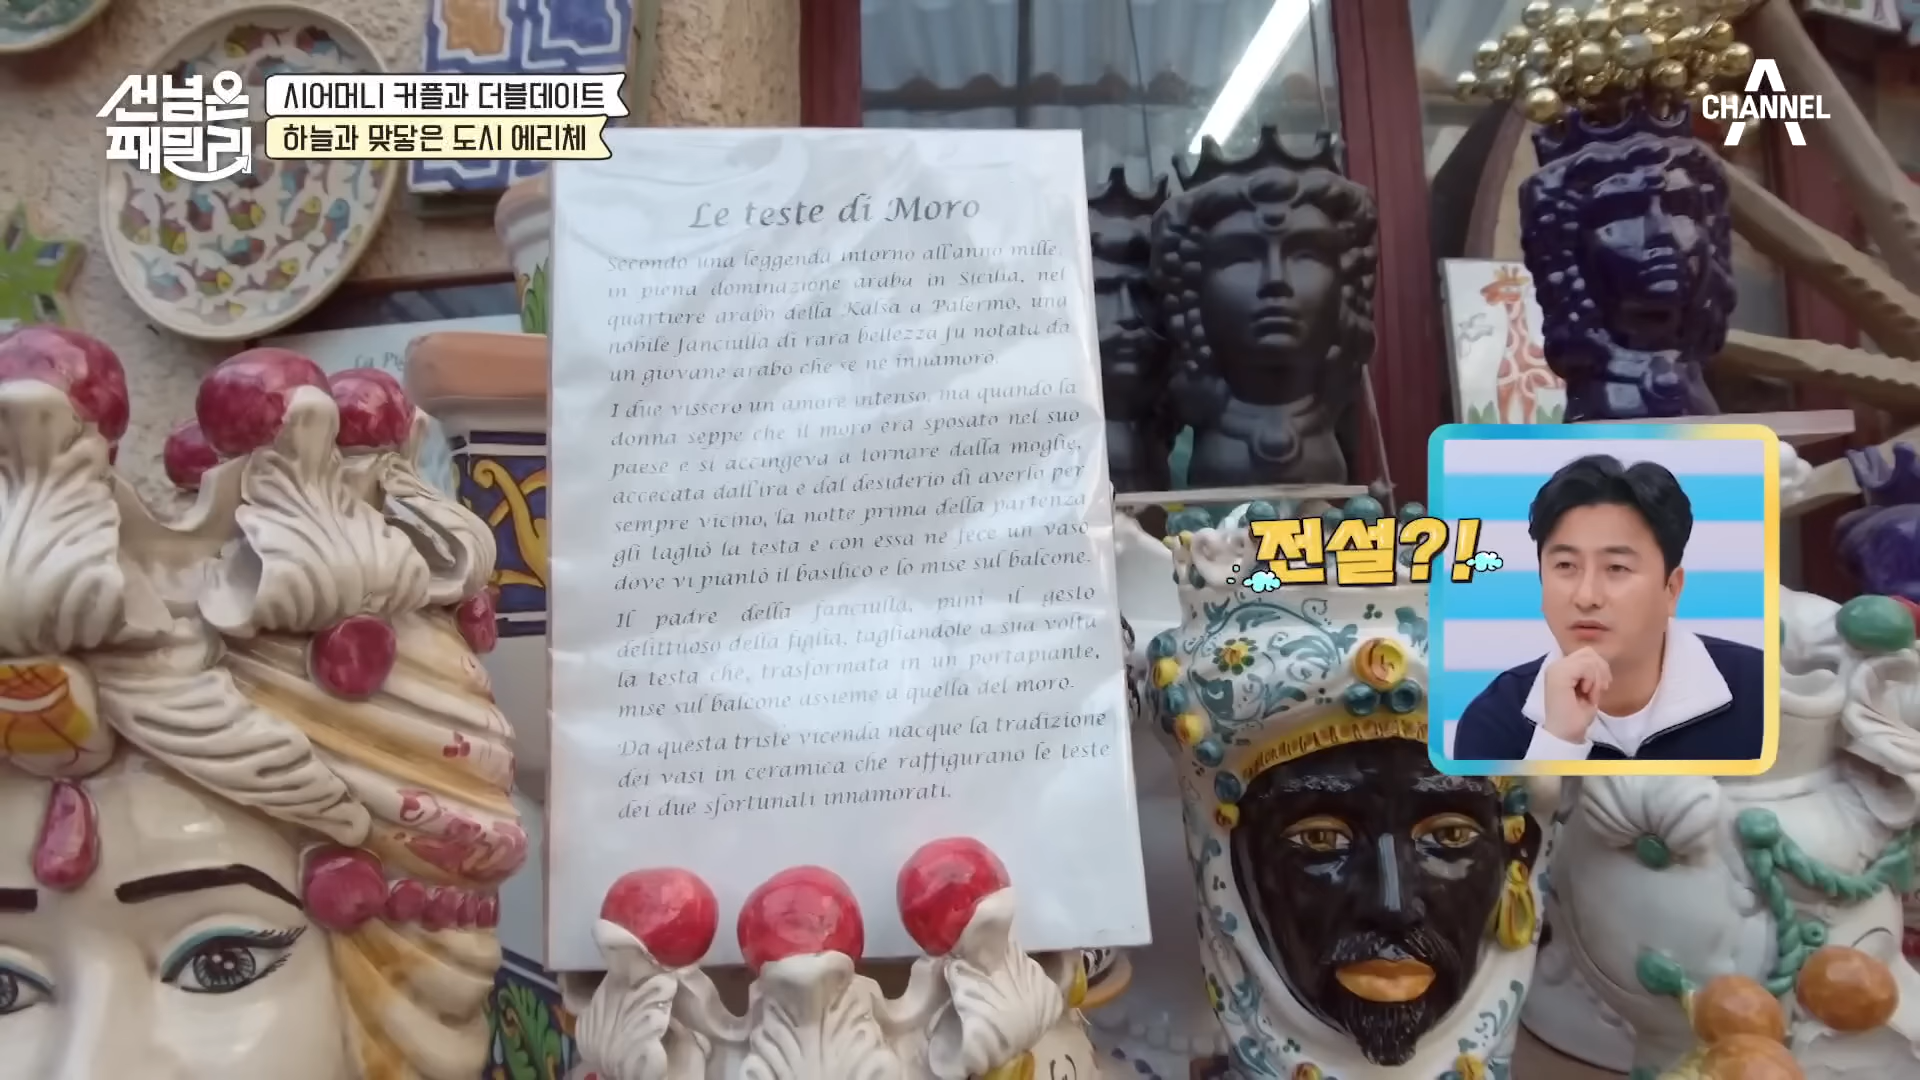 선넘은
패밀리
시어머니 커플과 더블데이트
하늘과 맞닿은 도시 에리체
CHANNEL A
Le teste di Moro
Secondo una leggenda intorno all'anno mille,
in piena dominazione araba in Sicilia, nel
quartiere arabo della Kalsa a Palermo, una
nobile fanciulla di rara bellezza fu notata da
un giovane arabo che se ne innamorò.
I due vissero un amore intenso, ma quando la
donna seppe che il moro era sposato nel suo
paese e si accingeva a tornare dalla moglie,
accecata dall'ira e dal desiderio di averlo per
sempre vicino, la notte prima della partenza
gli tagliò la testa e con essa ne fece un vaso
dove vi piantò il basilico e lo mise sul balcone.
Il padre della fanciulla, punì il gesto
delittuoso della figlia, tagliandole a sua volta
la testa che, trasformata in un portapiante,
mise sul balcone assieme a quella del moro.
Da questa triste vicenda nacque la tradizione
dei vasi in ceramica che raffigurano le teste
dei due sfortunati innamorati.
La
전설?!